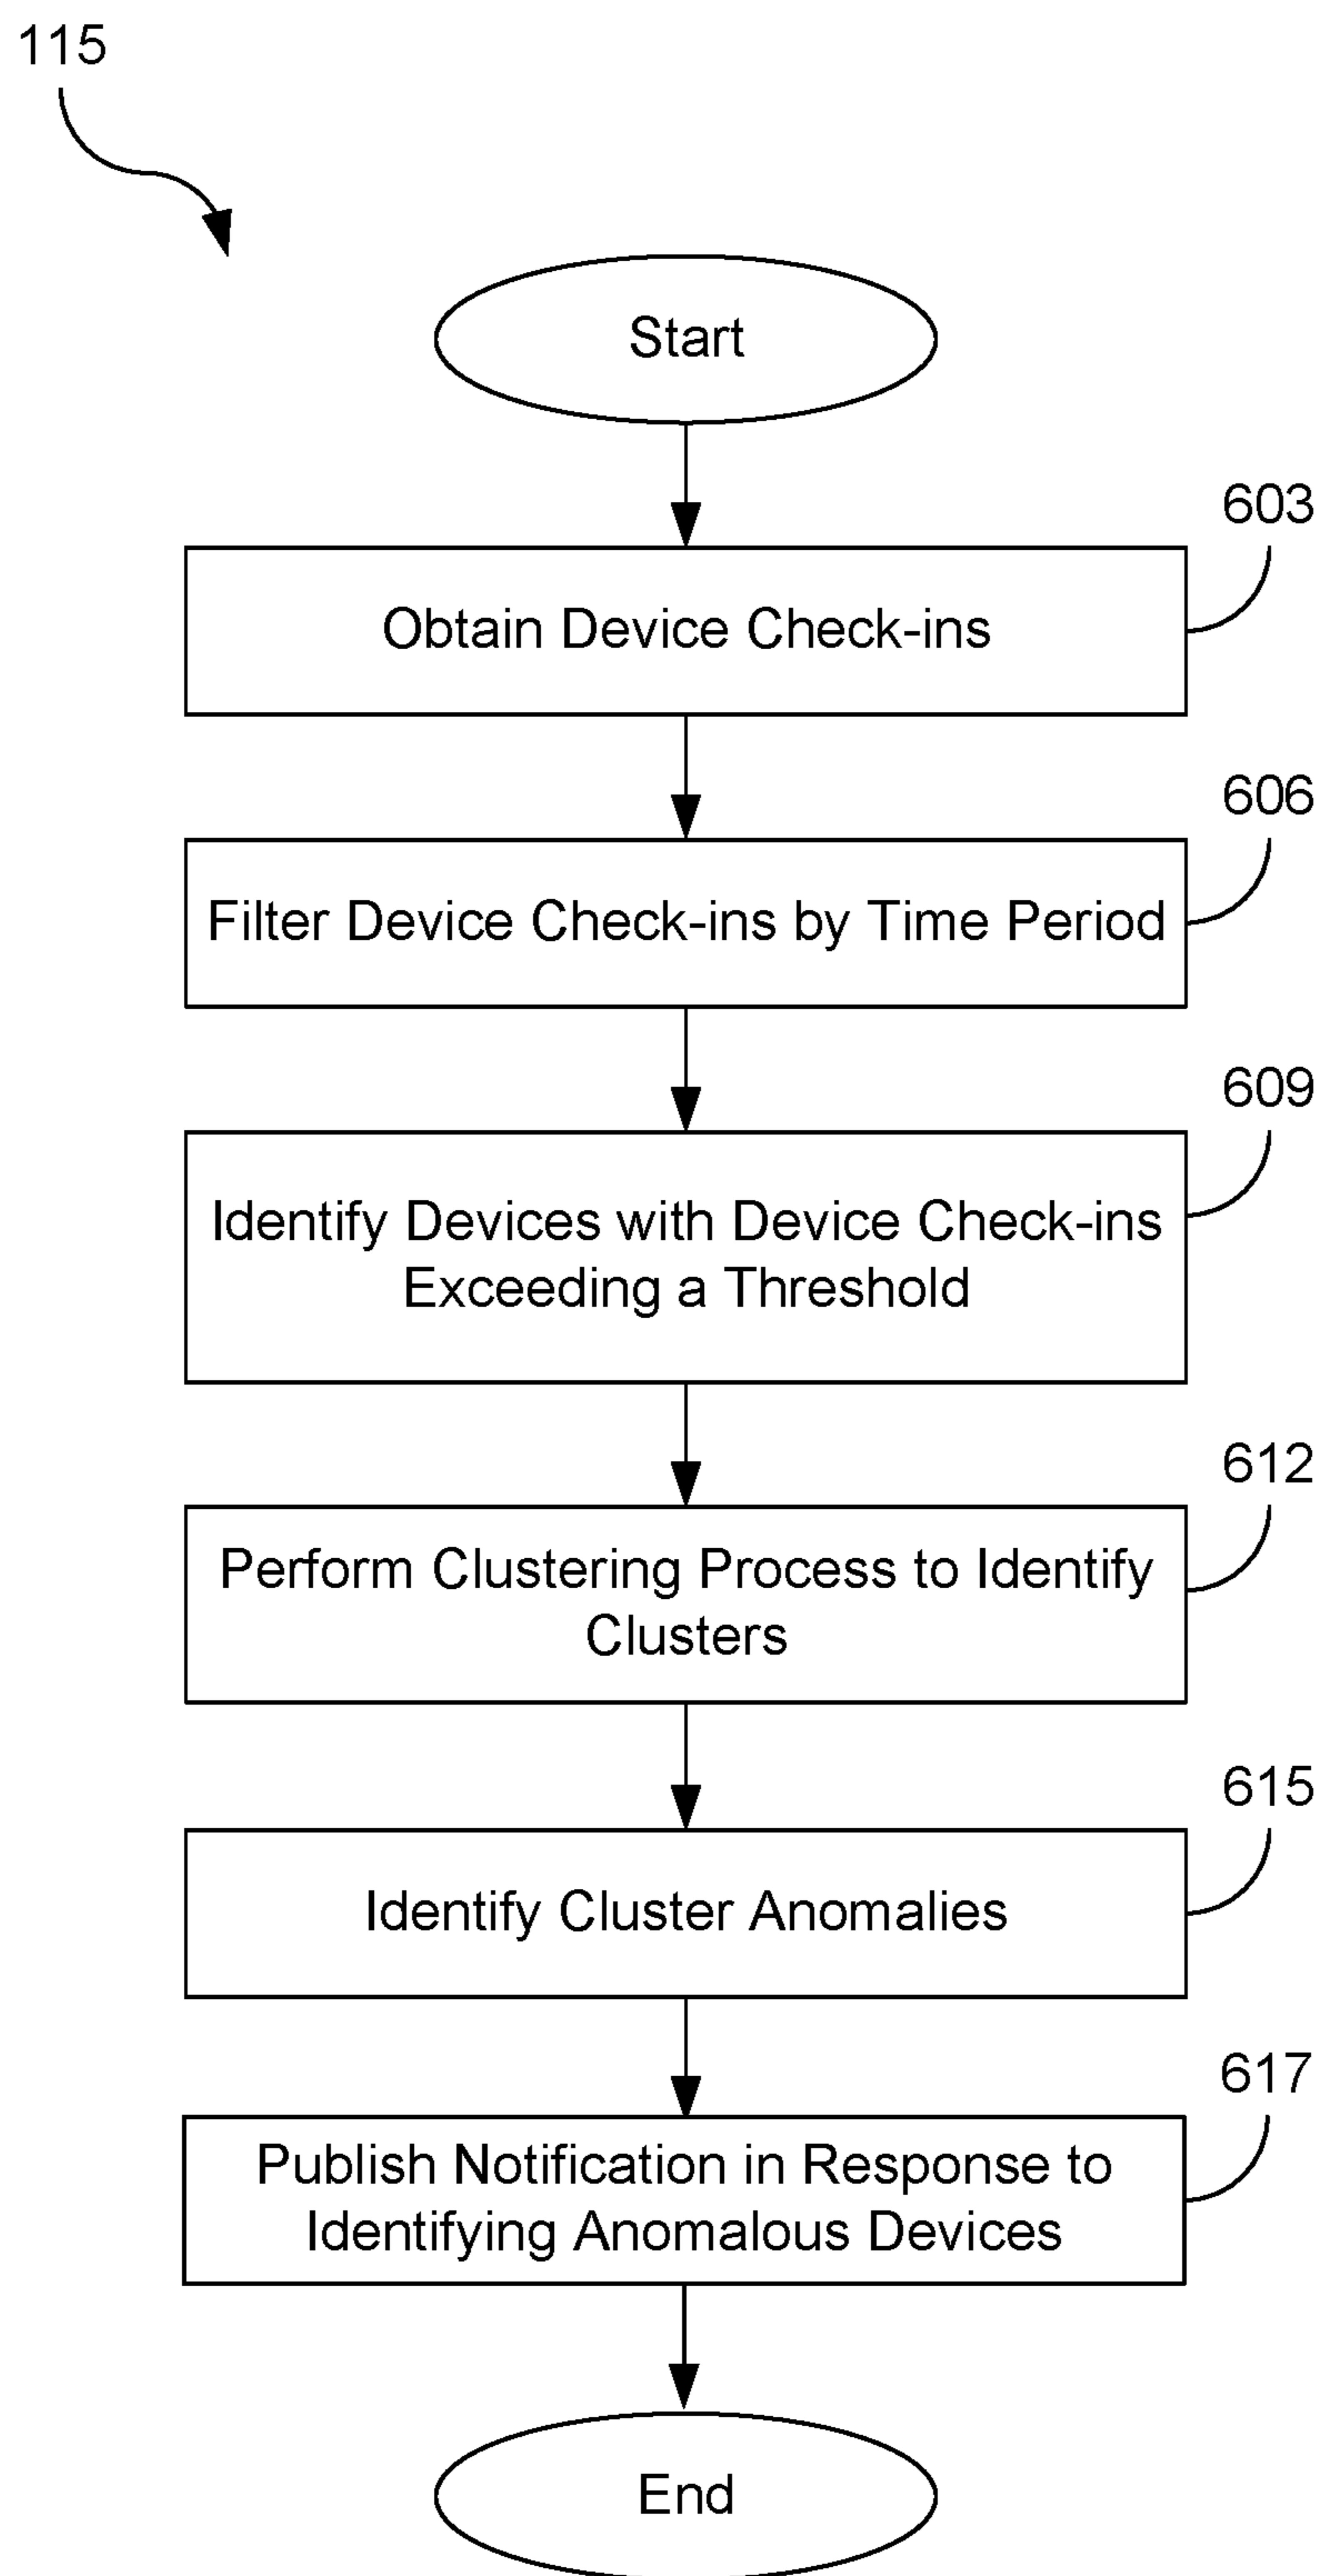 115
Start
603
Obtain Device Check-ins
606
Filter Device Check-ins by Time Period
609
Identify Devices with Device Check-ins
Exceeding a Threshold
612
Perform Clustering Process to Identify
Clusters
615
Identify Cluster Anomalies
617
Publish Notification in Response to
Identifying Anomalous Devices
End